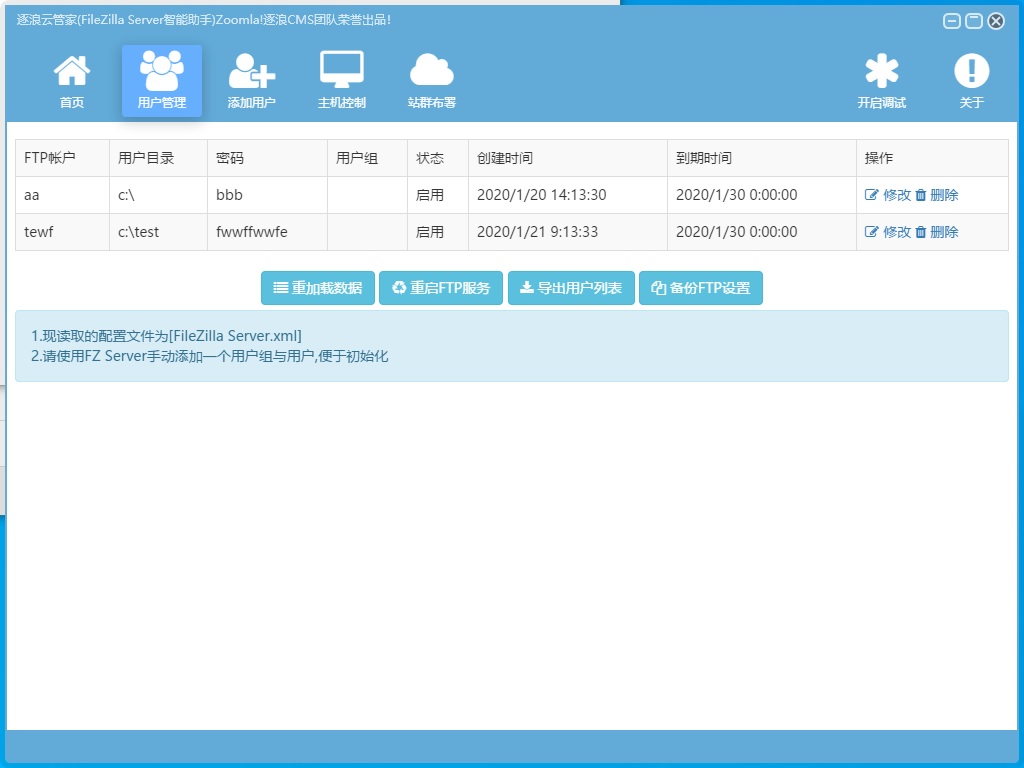 逐浪云管家(FileZilla Server智能助手)Zoomla!逐浪CMS团队荣誉出品!
首页 用户管理 添加用户 主机控制 站群布署 开启调试 关于
FTP帐户 用户目录 密码 用户组 状态 创建时间 到期时间 操作
aa c:\ bbb 启用 2020/1/20 14:13:30 2020/1/30 0:00:00 修改 删除
tewf c:\test fwwffwwfe 启用 2020/1/21 9:13:33 2020/1/30 0:00:00 修改 删除
重加载数据 重启FTP服务 导出用户列表 备份FTP设置
1.现读取的配置文件为[FileZilla Server.xml]
2.请使用FZ Server手动添加一个用户组与用户,便于初始化